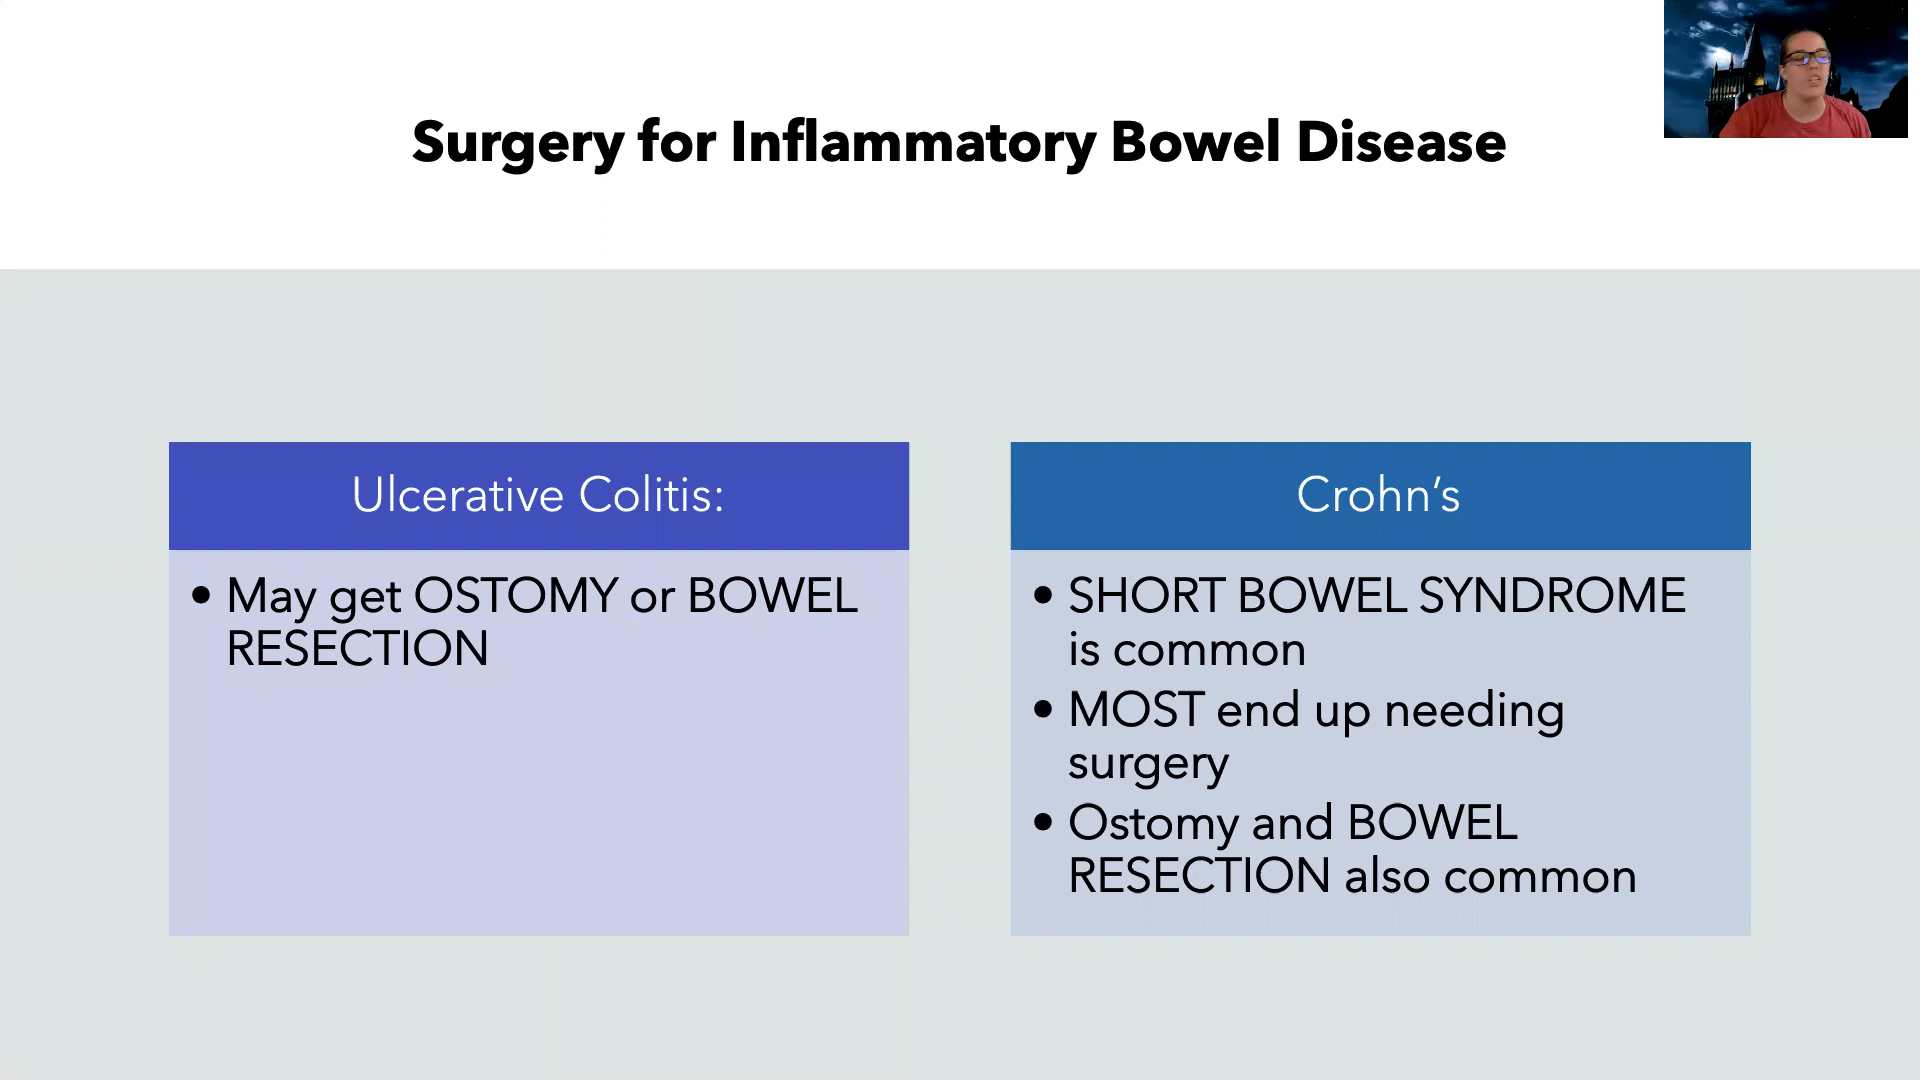 Surgery for Inflammatory Bowel Disease
Ulcerative Colitis:
• May get OSTOMY or BOWEL
RESECTION
Crohn’s
• SHORT BOWEL SYNDROME
is common
• MOST end up needing
surgery
• Ostomy and BOWEL
RESECTION also common